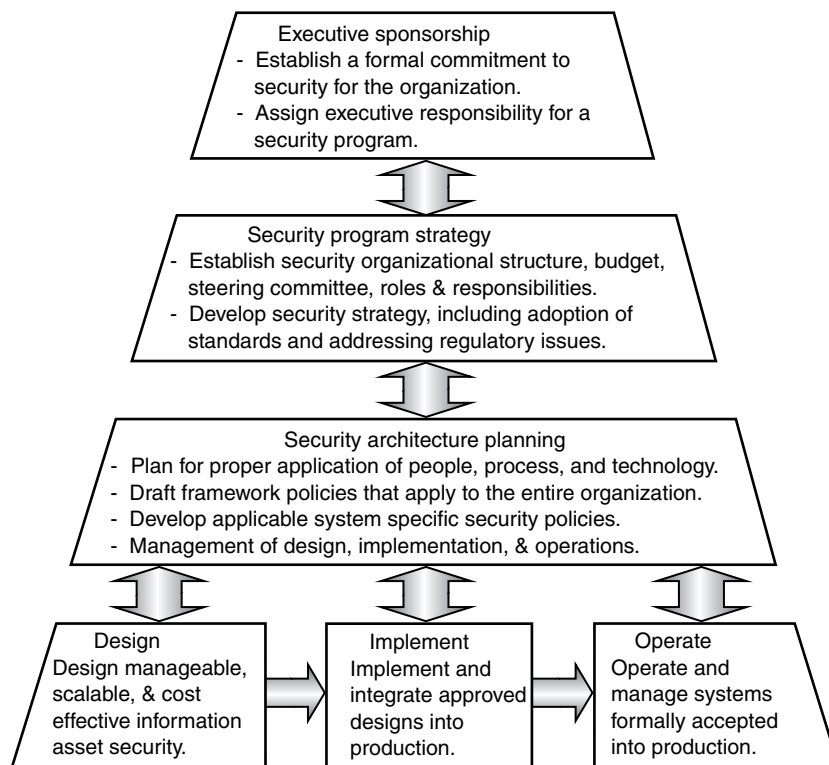 Executive sponsorship
- Establish a formal commitment to
security for the organization.
- Assign executive responsibility for a
security program.
Security program strategy
- Establish security organizational structure, budget,
steering committee, roles & responsibilities.
- Develop security strategy, including adoption of
standards and addressing regulatory issues.
Security architecture planning
- Plan for proper application of people, process, and technology.
- Draft framework policies that apply to the entire organization.
- Develop applicable system specific security policies.
- Management of design, implementation, & operations.
Design
Design manageable,
scalable, & cost
effective information
asset security.
Implement
Implement and
integrate approved
designs into
production.
Operate
Operate and
manage systems
formally accepted
into production.